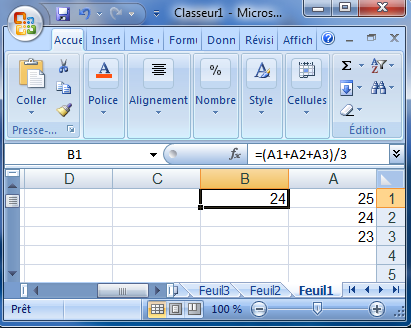 Classeur1 - Micros...
Accue Insert Mise Form Donn Révisi Affich
Coller Police Alignement Nombre Style Cellules
Presse-... Édition
B1 fx =(A1+A2+A3)/3
D C B A
24 25 1
24 2
23 3
4
5
Feuil3 Feuil2 Feuil1
Prêt 100 %